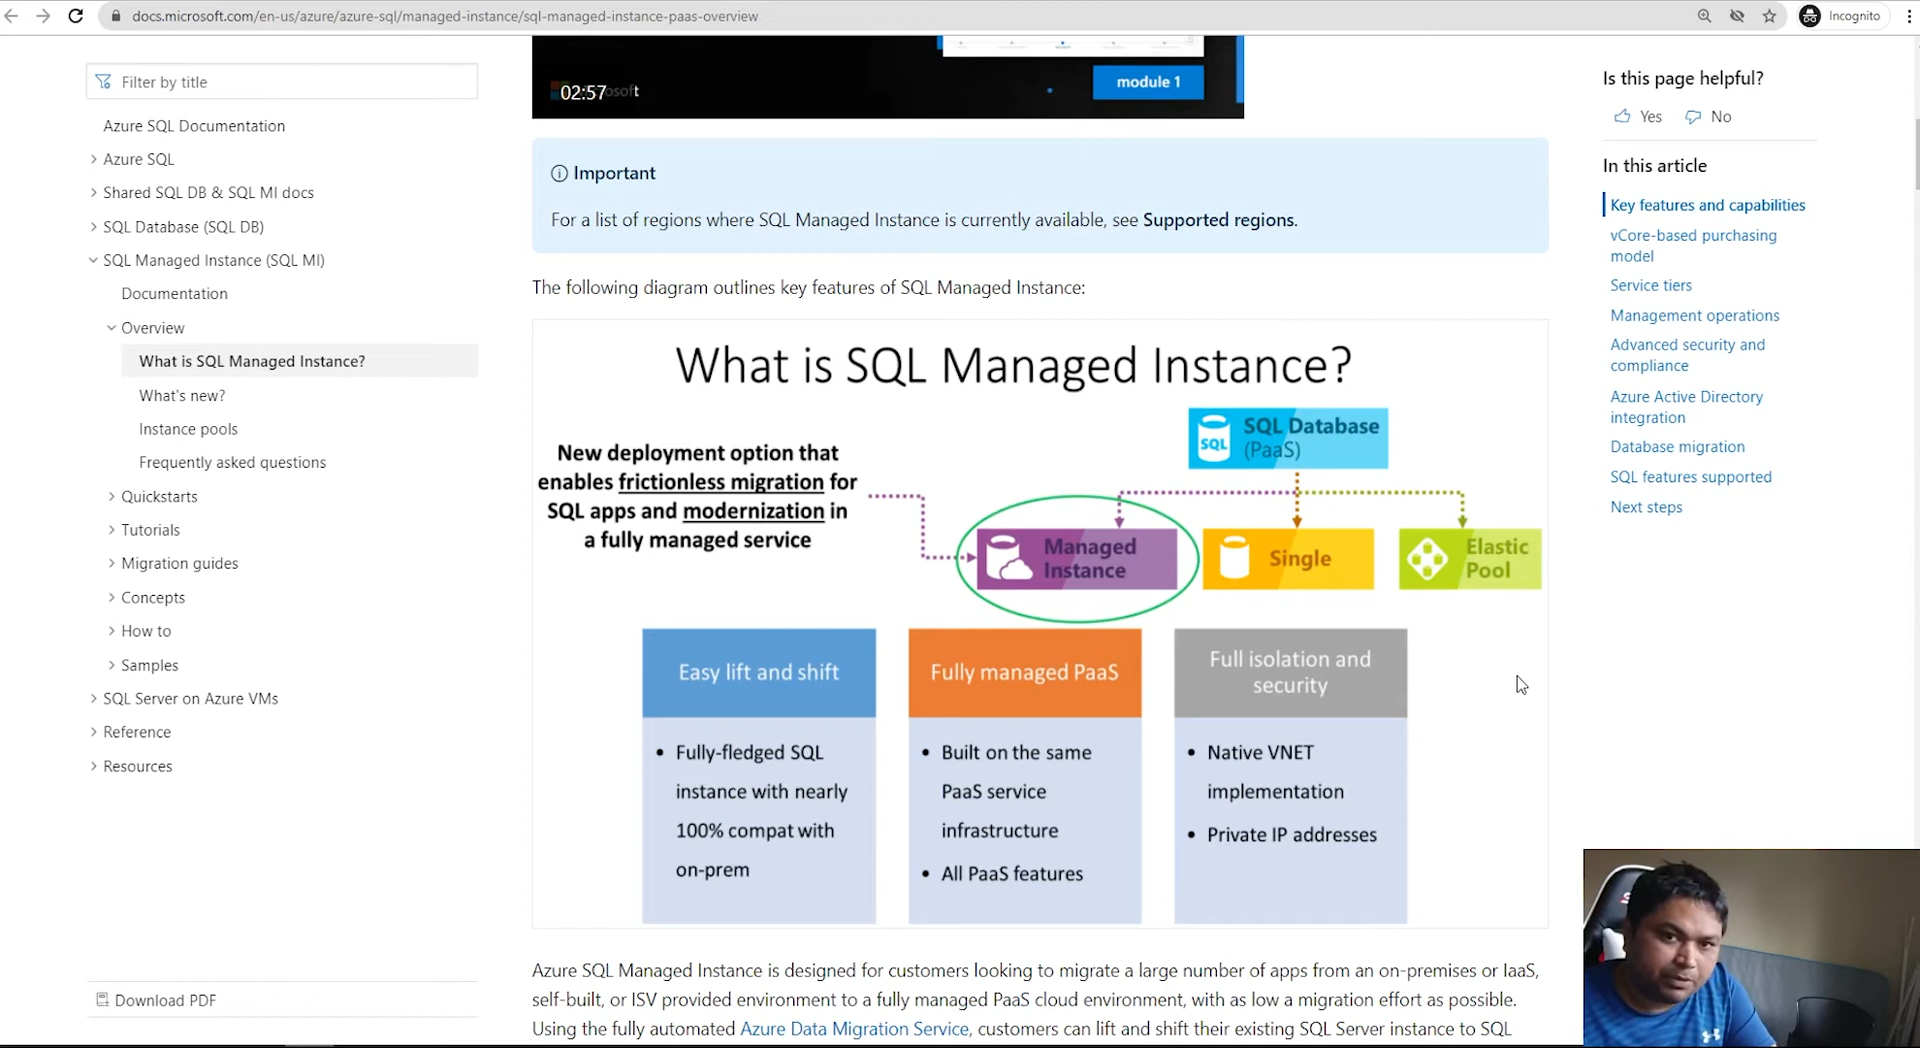 docs.microsoft.com/en-us/azure/azure-sql/managed-instance/sql-managed-instance-paas-overview
Incognito
Filter by title
Azure SQL Documentation
Azure SQL
Shared SQL DB & SQL MI docs
SQL Database (SQL DB)
SQL Managed Instance (SQL MI)
Documentation
Overview
What is SQL Managed Instance?
What's new?
Instance pools
Frequently asked questions
Quickstarts
Tutorials
Migration guides
Concepts
How to
Samples
SQL Server on Azure VMs
Reference
Resources
Download PDF
02:57
module 1
Important
For a list of regions where SQL Managed Instance is currently available, see Supported regions.
The following diagram outlines key features of SQL Managed Instance:
What is SQL Managed Instance?
New deployment option that
enables frictionless migration for
SQL apps and modernization in
a fully managed service
SQL
SQL Database
(PaaS)
Managed
Instance
Single
Elastic
Pool
Easy lift and shift
• Fully-fledged SQL
instance with nearly
100% compat with
on-prem
Fully managed PaaS
• Built on the same
PaaS service
infrastructure
• All PaaS features
Full isolation and
security
• Native VNET
implementation
• Private IP addresses
Azure SQL Managed Instance is designed for customers looking to migrate a large number of apps from an on-premises or IaaS,
self-built, or ISV provided environment to a fully managed PaaS cloud environment, with as low a migration effort as possible.
Using the fully automated Azure Data Migration Service, customers can lift and shift their existing SQL Server instance to SQL
Is this page helpful?
Yes No
In this article
Key features and capabilities
vCore-based purchasing
model
Service tiers
Management operations
Advanced security and
compliance
Azure Active Directory
integration
Database migration
SQL features supported
Next steps